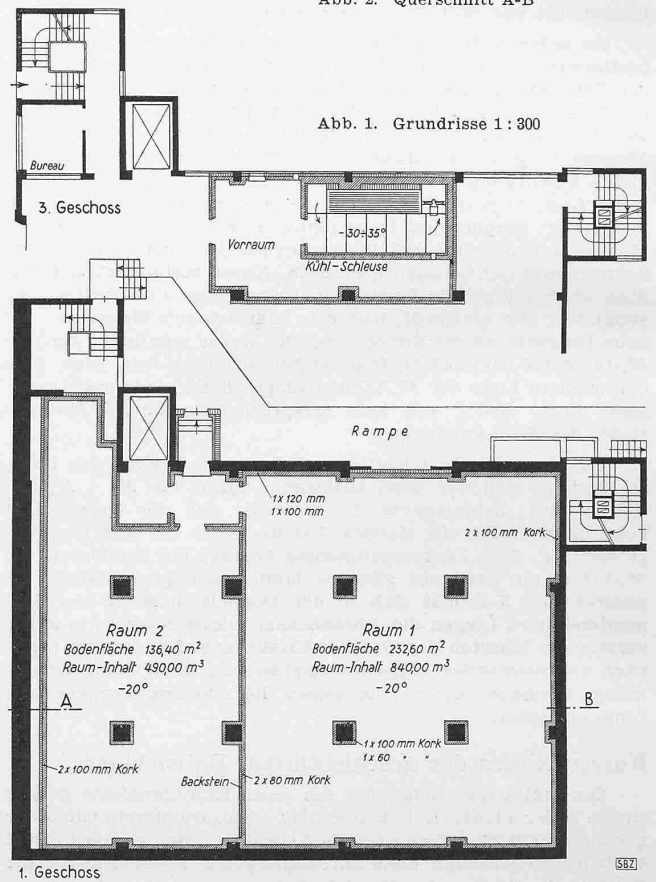 Abb. 2. Querschnitt A-B
Abb. 1. Grundrisse 1 : 300
Bureau
3. Geschoss
Vorraum
-30÷35°
Kühl-Schleuse
Rampe
1 x 120 mm
1 x 100 mm
2 x 100 mm Kork
Raum 2
Bodenfläche 136,40 m²
Raum-Inhalt 490,00 m³
-20°
Raum 1
Bodenfläche 232,60 m²
Raum-Inhalt 840,00 m³
-20°
A
B
1 x 100 mm Kork
1 x 60 " "
2 x 100 mm Kork
Backstein
2 x 80 mm Kork
1. Geschoss
SBZ